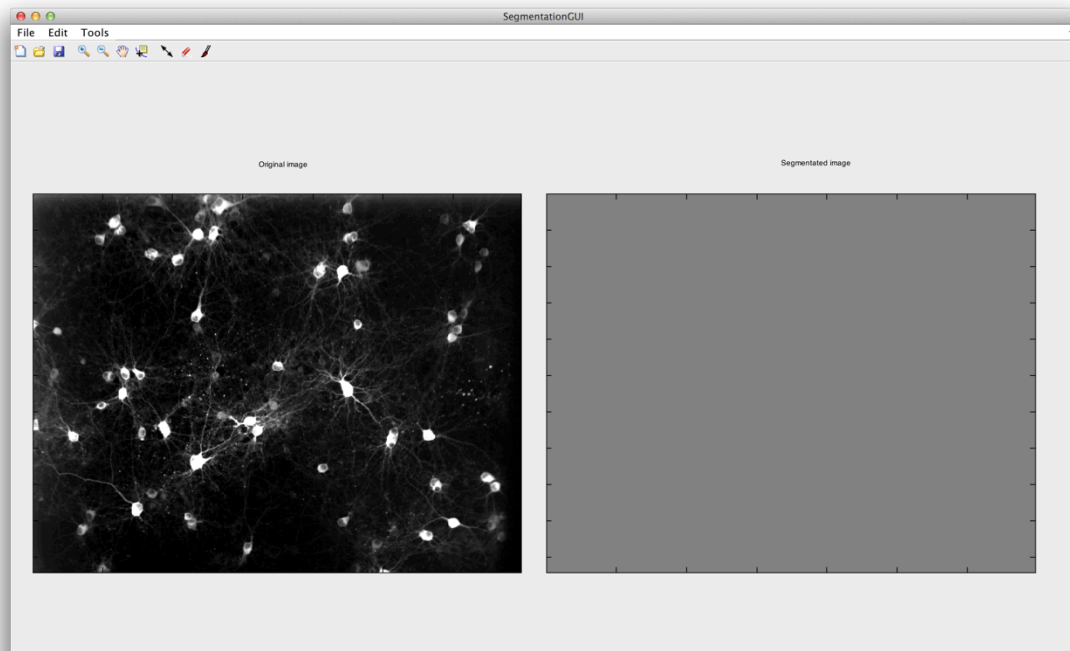 SegmentationGUI
File Edit Tools
Original image
Segmentated image